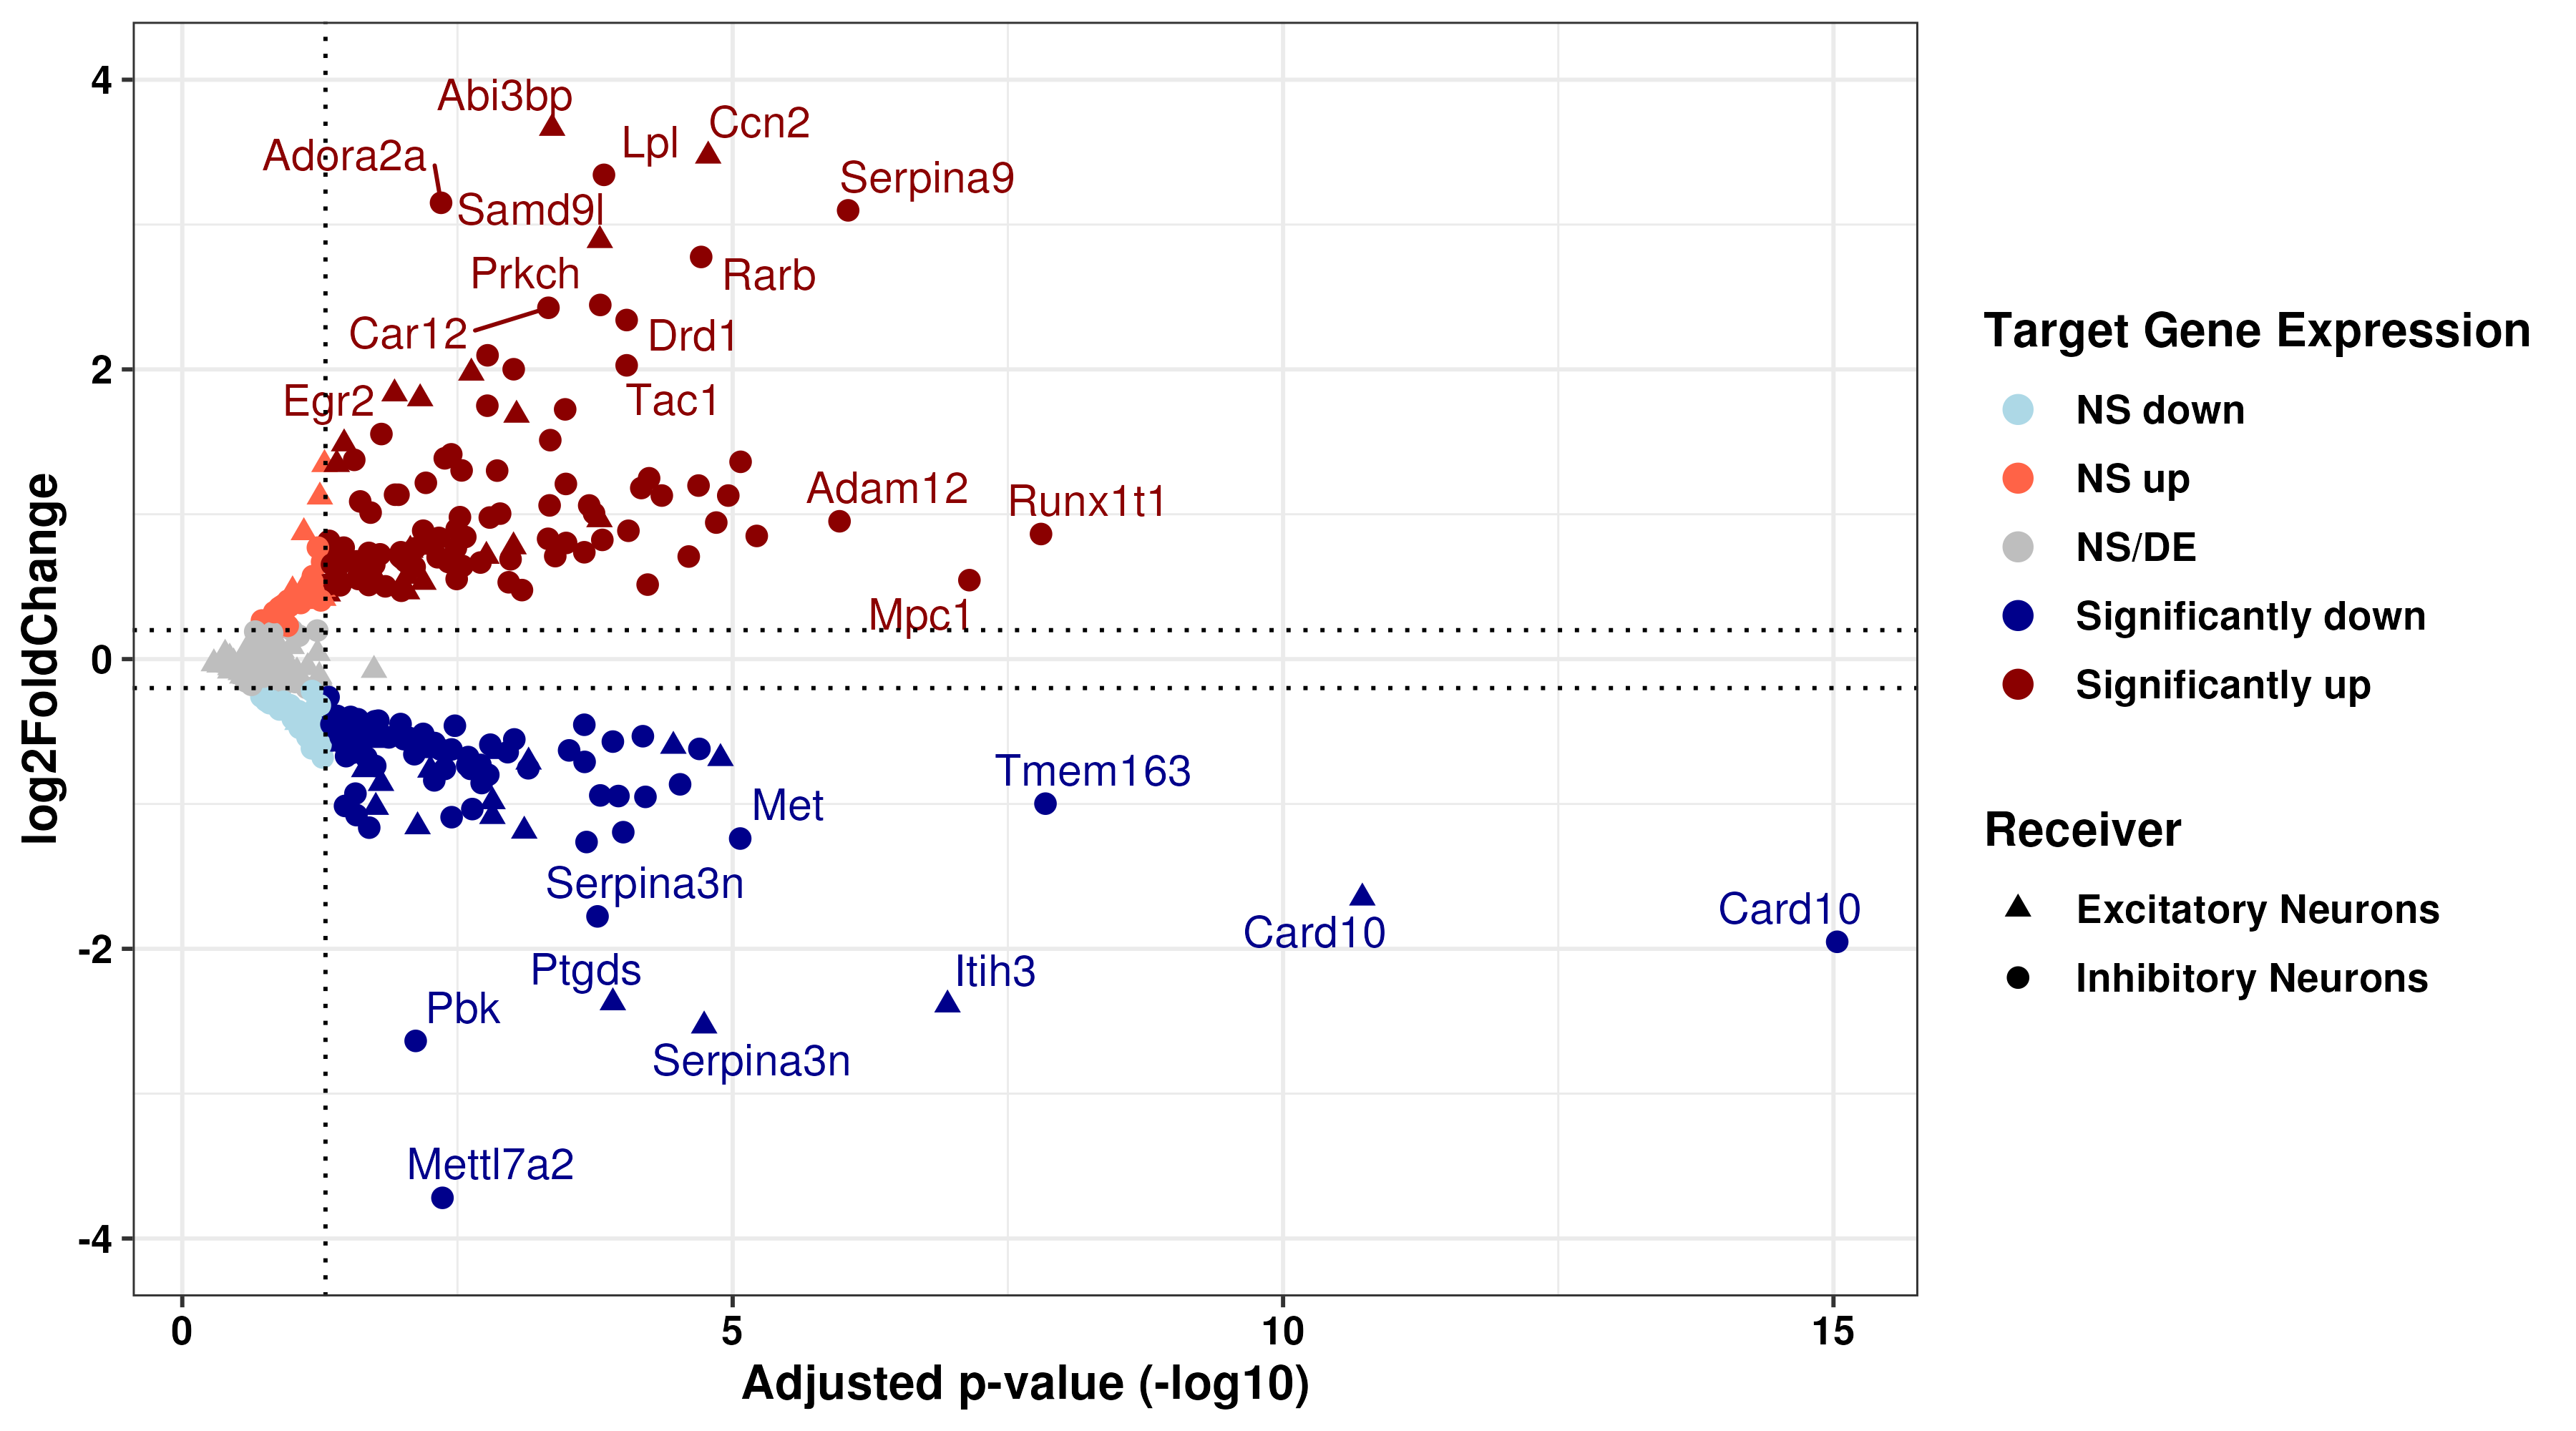 4
2
0
-2
-4
log2FoldChange
Abi3bp
Ccn2
Lpl
Adora2a
Serpina9
Samd9l
Prkch
Rarb
Car12
Drd1
Egr2
Tac1
Adam12
Runx1t1
Mpc1
Tmem163
Met
Serpina3n
Card10
Card10
Ptgds
Itih3
Pbk
Serpina3n
Mettl7a2
0
5
10
15
Adjusted p-value (-log10)
Target Gene Expression
NS down
NS up
NS/DE
Significantly down
Significantly up
Receiver
Excitatory Neurons
Inhibitory Neurons